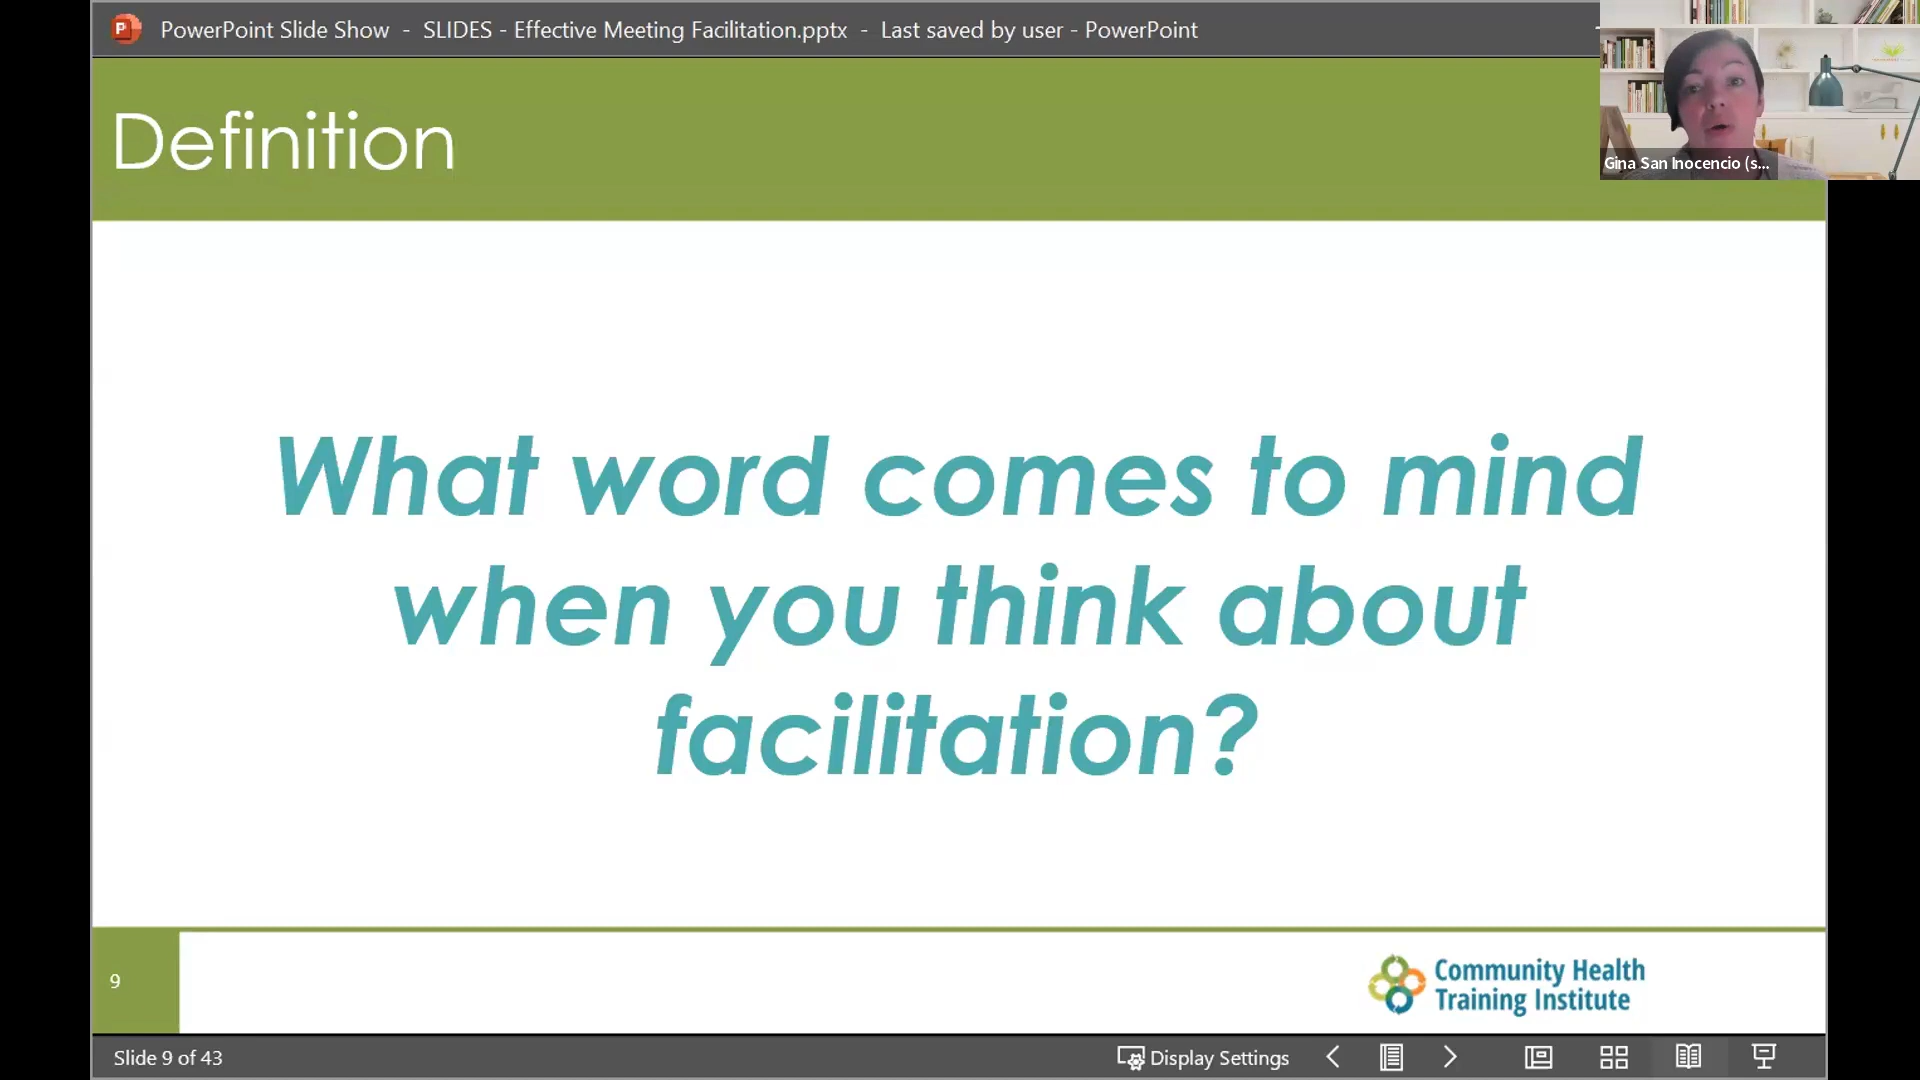 PowerPoint Slide Show - SLIDES - Effective Meeting Facilitation.pptx - Last saved by user - PowerPoint
Gina San Inocencio (s...
Definition
What word comes to mind
when you think about
facilitation?
9
Community Health
Training Institute
Slide 9 of 43
Display Settings